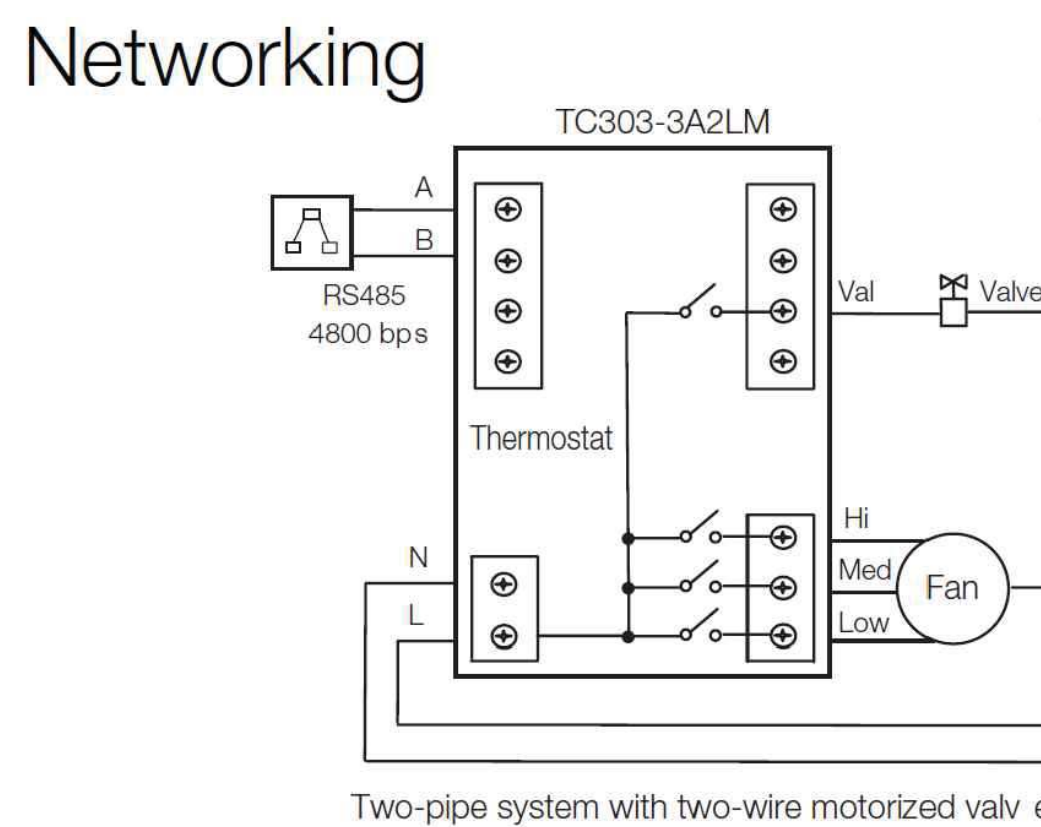 Networking
TC303-3A2LM
A
B
RS485
4800 bps
Val
Valve
Thermostat
Hi
Med
Low
Fan
N
L
Two-pipe system with two-wire motorized valv e